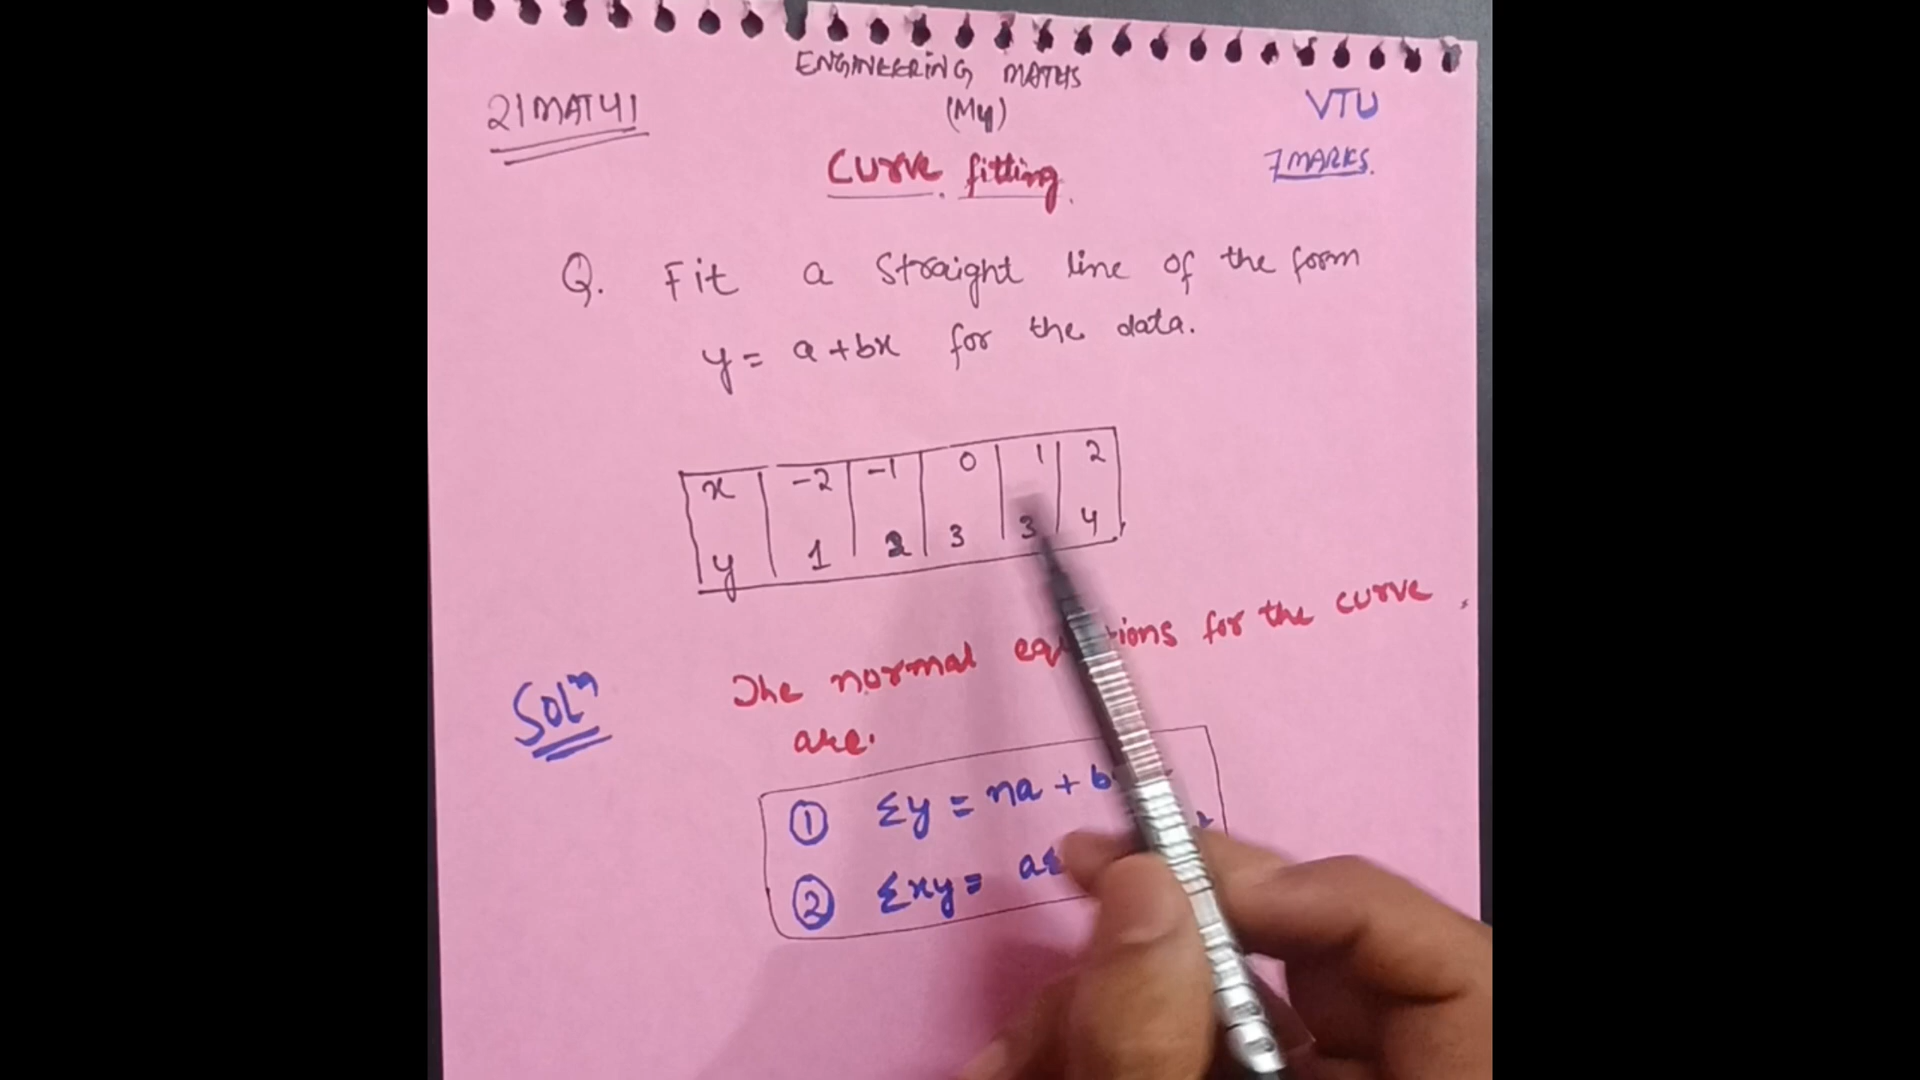 ENGINEERING MATHS
21MAT41
(M4)
VTU
Curve fitting.
7 MARKS.
Q. Fit a straight line of the form
y = a + bx for the data.
x -2 -1 0 1 2
y 1 2 3 3 4
Solⁿ
The normal for the curve
are.
① Σy = na + b
② Σxy =